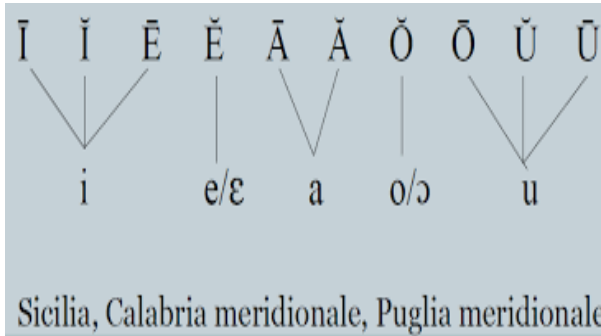 Ī Ĭ Ē Ĕ Ā Ă Ŏ Ō Ŭ Ū
i e/ɛ a o/ɔ u
Sicilia, Calabria meridionale, Puglia meridionale